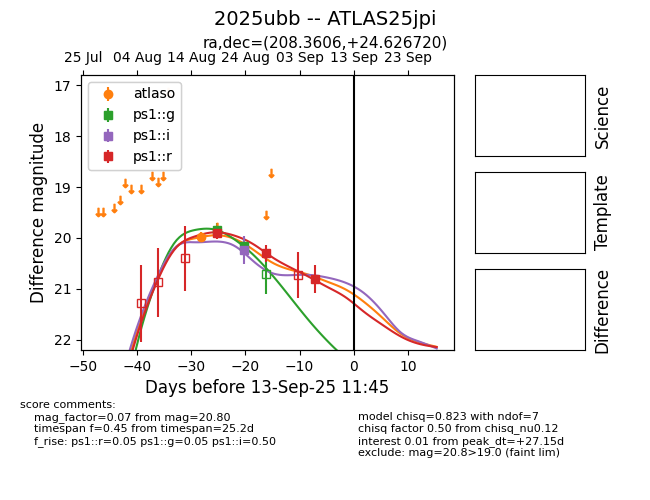 2025ubb -- ATLAS25jpi
ra,dec=(208.3606,+24.626720)
25 Jul 04 Aug 14 Aug 24 Aug 03 Sep 13 Sep 23 Sep
17
18
19
20
21
22
Difference magnitude
atlaso
ps1::g
ps1::i
ps1::r
−50 −40 −30 −20 −10 0 10
Days before 13-Sep-25 11:45
Science
Template
Difference
score comments:
mag_factor=0.07 from mag=20.80
timespan f=0.45 from timespan=25.2d
f_rise: ps1::r=0.05 ps1::g=0.05 ps1::i=0.50
model chisq=0.823 with ndof=7
chisq factor 0.50 from chisq_nu0.12
interest 0.01 from peak_dt=+27.15d
exclude: mag=20.8>19.0 (faint lim)